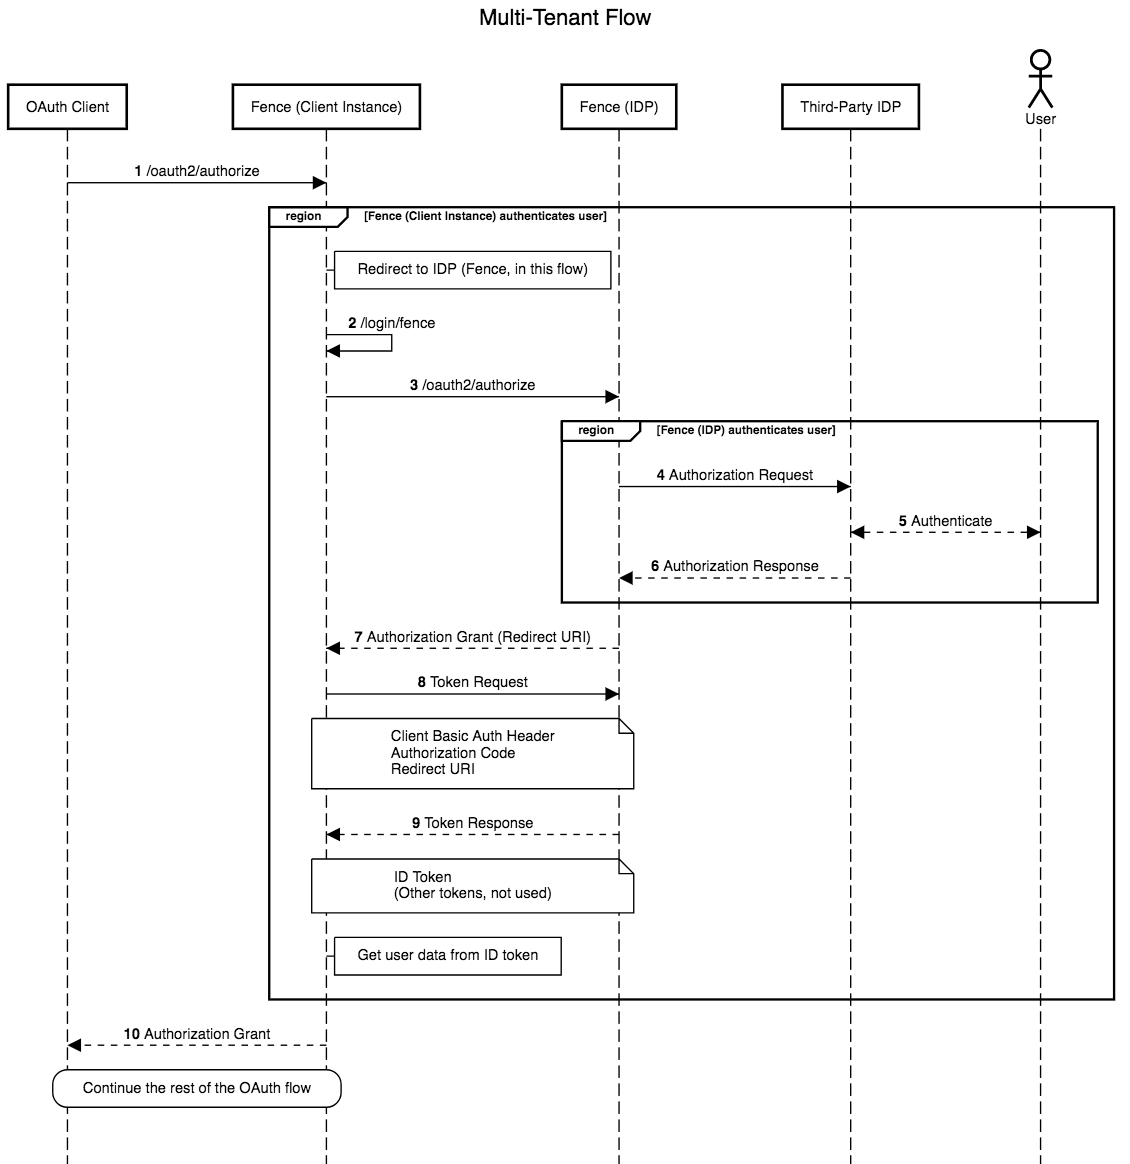 Multi-Tenant Flow
OAuth Client
Fence (Client Instance)
Fence (IDP)
Third-Party IDP
User
1 /oauth2/authorize
region
[Fence (Client Instance) authenticates user]
Redirect to IDP (Fence, in this flow)
2 /login/fence
3 /oauth2/authorize
region
[Fence (IDP) authenticates user]
4 Authorization Request
5 Authenticate
6 Authorization Response
7 Authorization Grant (Redirect URI)
8 Token Request
Client Basic Auth Header
Authorization Code
Redirect URI
9 Token Response
ID Token
(Other tokens, not used)
Get user data from ID token
10 Authorization Grant
Continue the rest of the OAuth flow